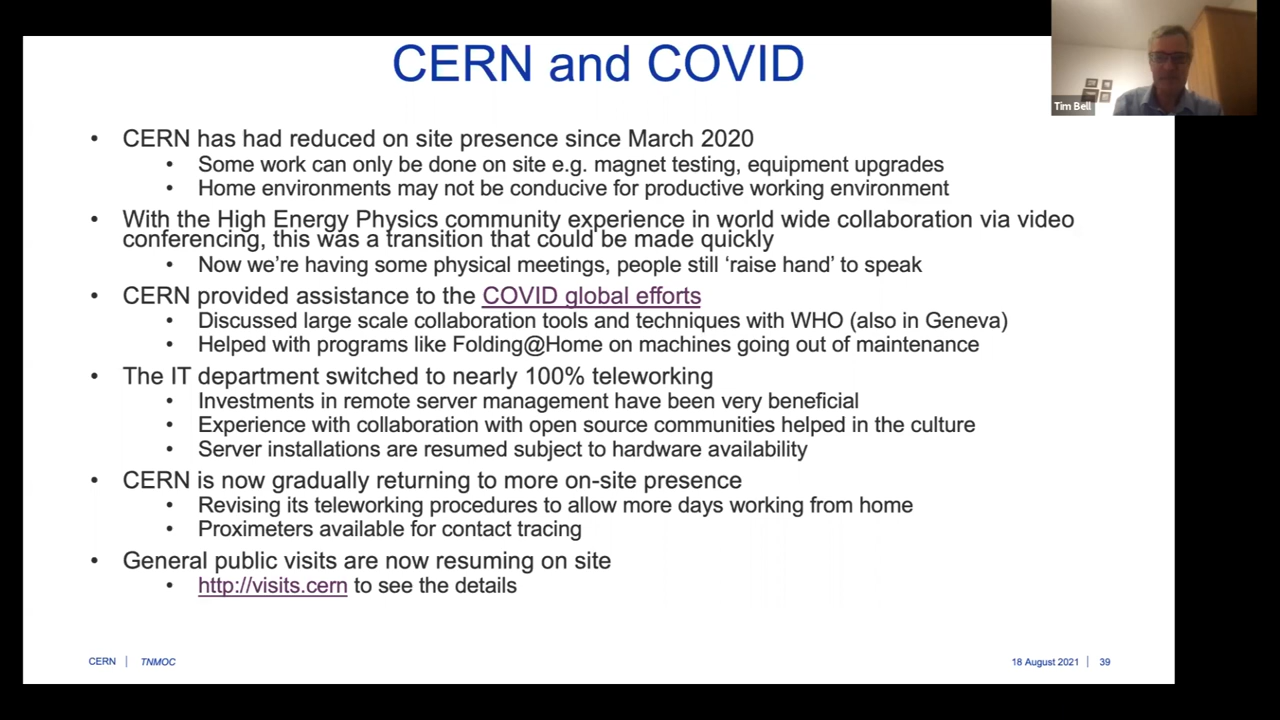 CERN and COVID
Tim Bell
• CERN has had reduced on site presence since March 2020
• Some work can only be done on site e.g. magnet testing, equipment upgrades
• Home environments may not be conducive for productive working environment
• With the High Energy Physics community experience in world wide collaboration via video
conferencing, this was a transition that could be made quickly
• Now we're having some physical meetings, people still ‘raise hand’ to speak
• CERN provided assistance to the COVID global efforts
• Discussed large scale collaboration tools and techniques with WHO (also in Geneva)
• Helped with programs like Folding@Home on machines going out of maintenance
• The IT department switched to nearly 100% teleworking
• Investments in remote server management have been very beneficial
• Experience with collaboration with open source communities helped in the culture
• Server installations are resumed subject to hardware availability
• CERN is now gradually returning to more on-site presence
• Revising its teleworking procedures to allow more days working from home
• Proximeters available for contact tracing
• General public visits are now resuming on site
• http://visits.cern to see the details
CERN | TNMOC
18 August 2021 | 39